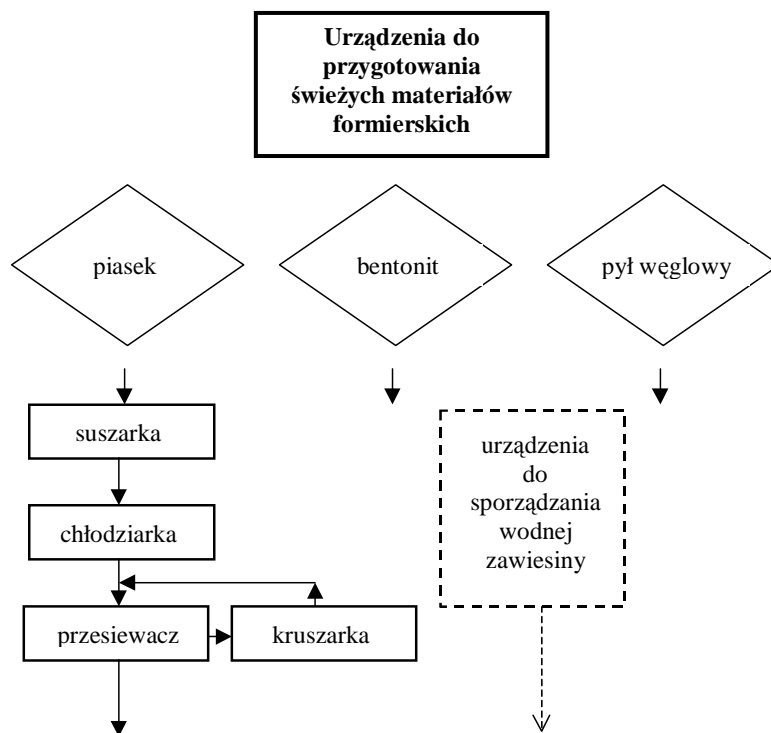 Urządzenia do
przygotowania
świeżych materiałów
formierskich
piasek
bentonit
pył węglowy
suszarka
chłodziarka
przesiewacz
kruszarka
urządzenia
do
sporządzania
wodnej
zawiesiny